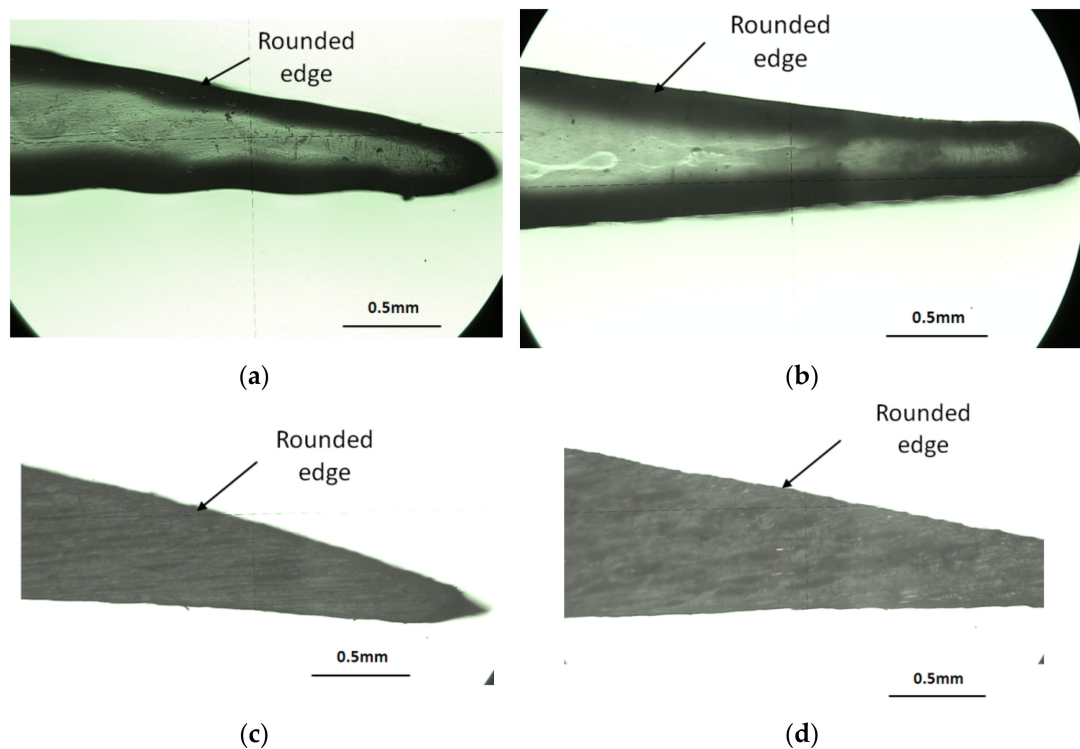 Rounded
edge
Rounded
edge
0.5mm
0.5mm
(a)
(b)
Rounded
edge
Rounded
edge
0.5mm
0.5mm
(c)
(d)